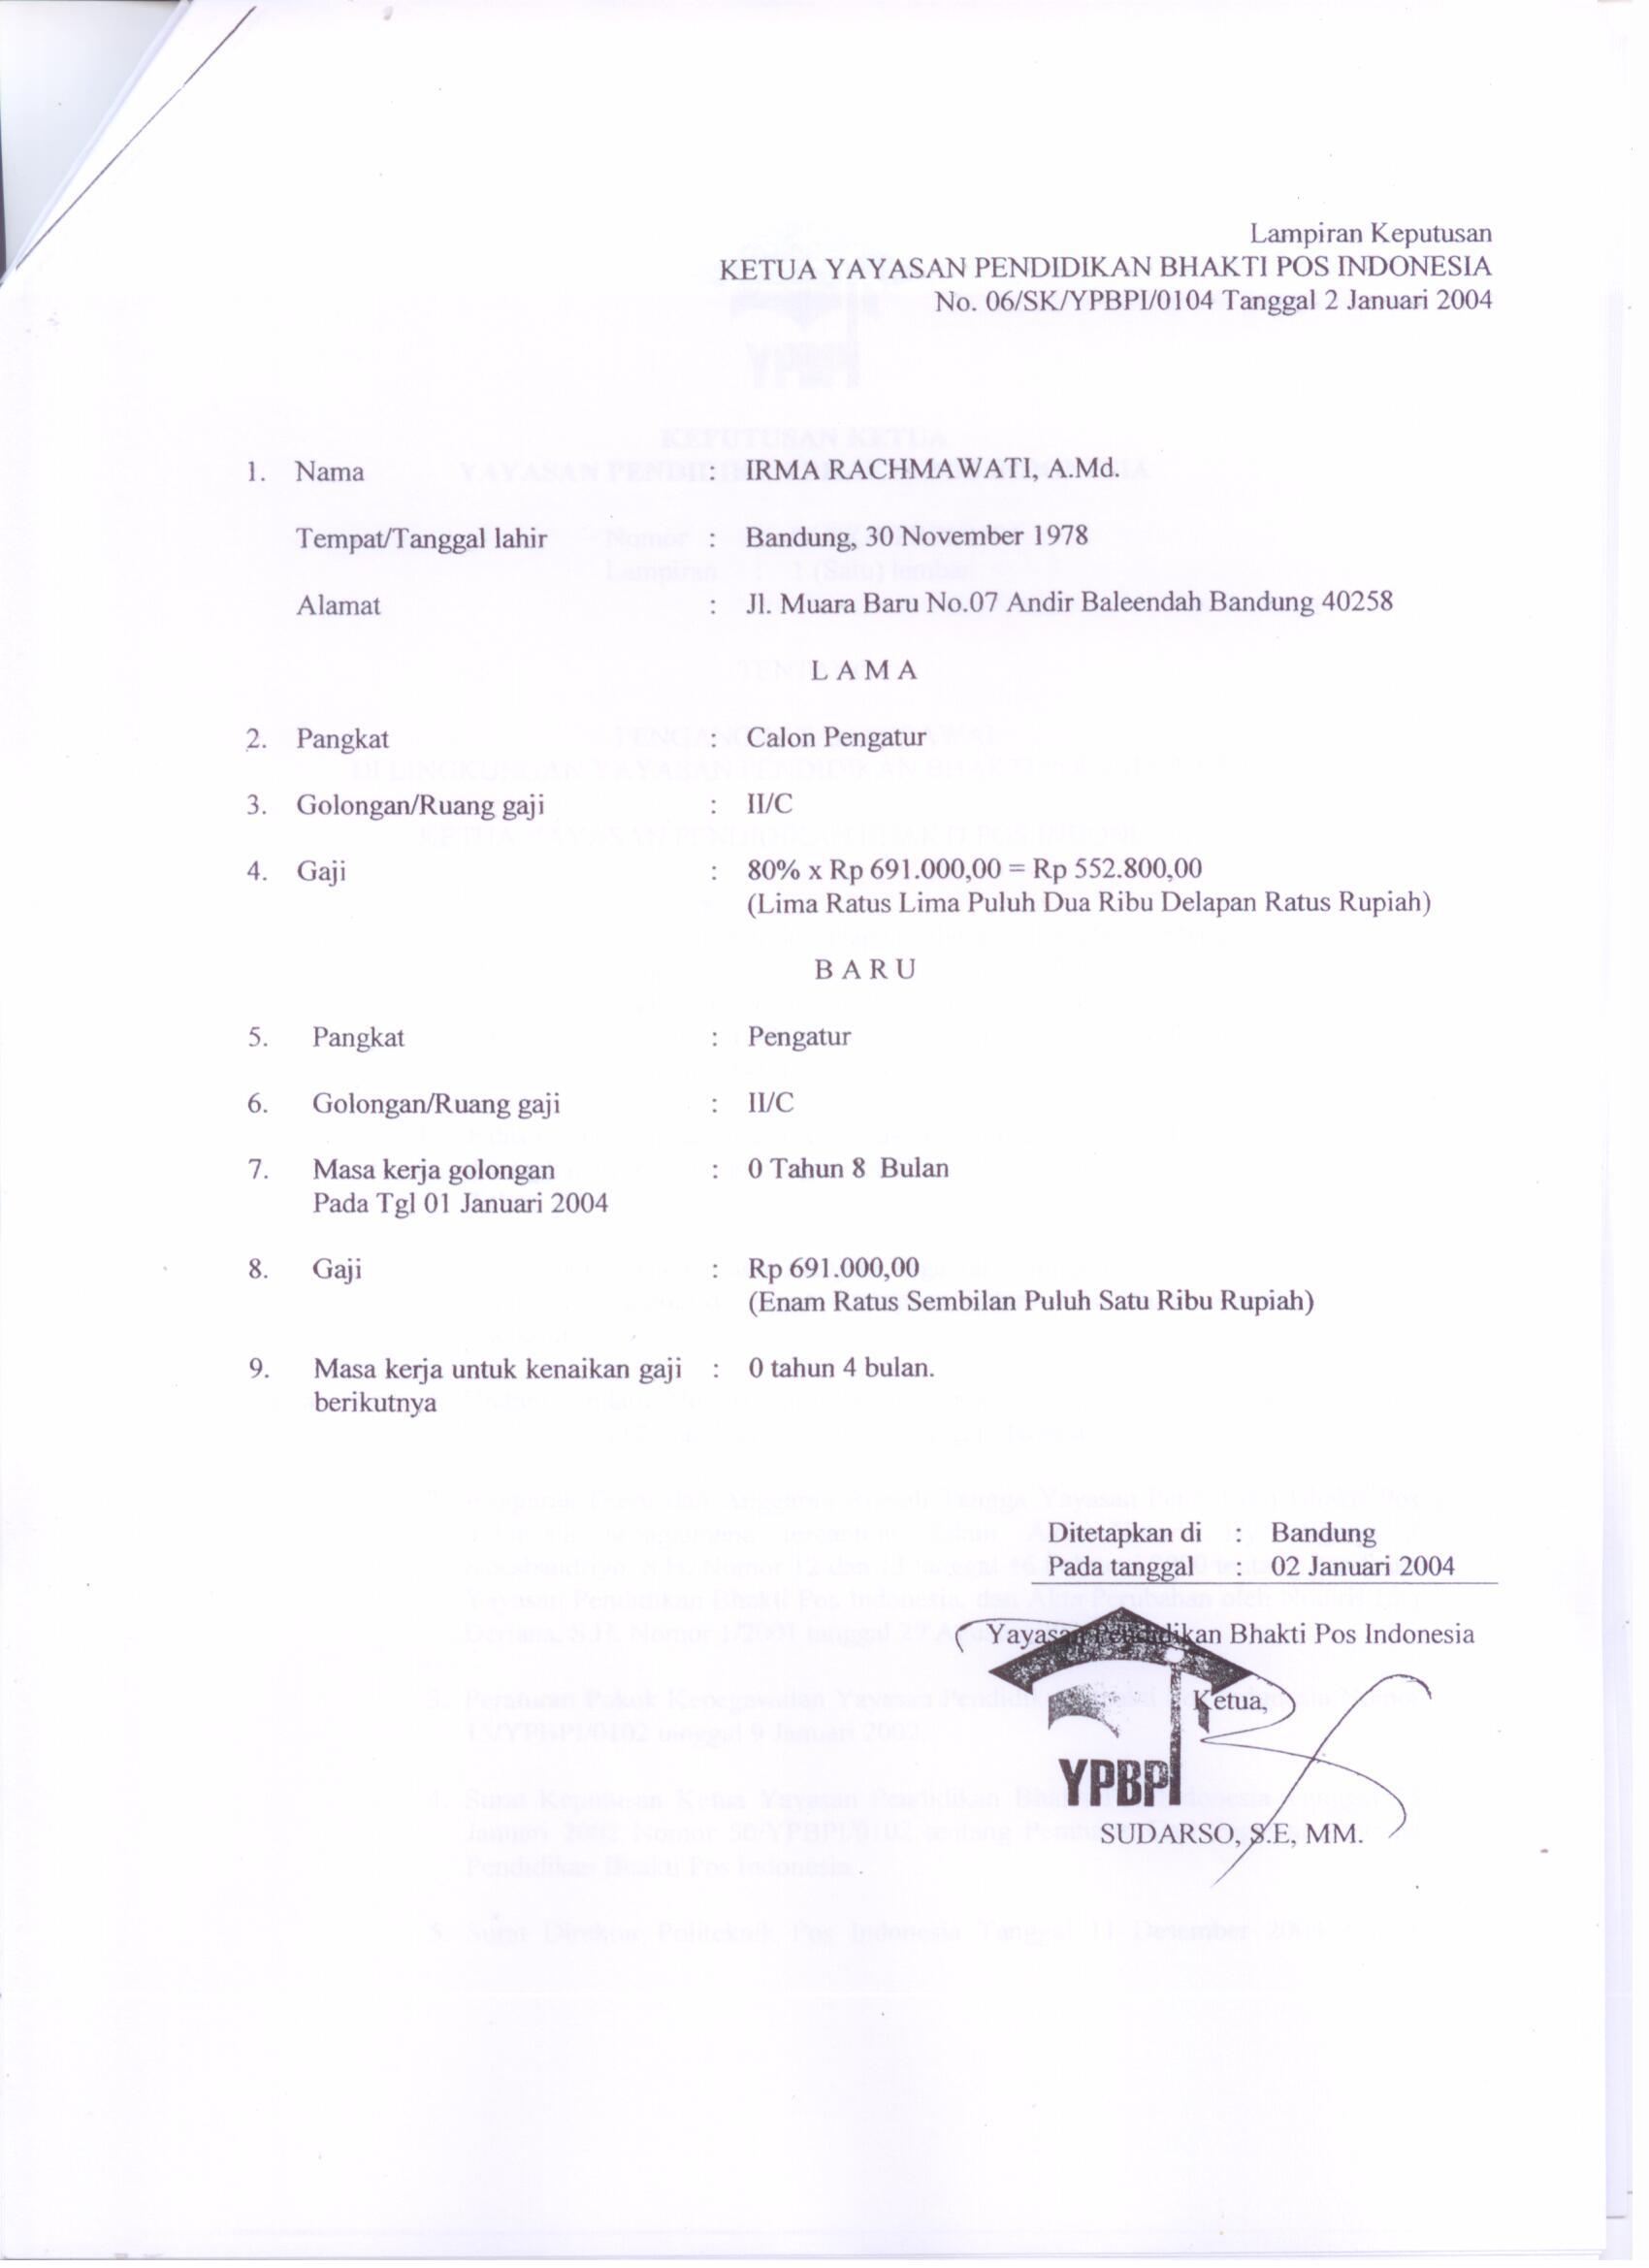 Lampiran Keputusan
KETUA YAYASAN PENDIDIKAN BHAKTI POS INDONESIA
No. 06/SK/YPBPI/0104 Tanggal 2 Januari 2004
1. Nama : IRMA RACHMAWATI, A.Md.
Tempat/Tanggal lahir : Bandung, 30 November 1978
Alamat : Jl. Muara Baru No.07 Andir Baleendah Bandung 40258
L A M A
2. Pangkat : Calon Pengatur
3. Golongan/Ruang gaji : II/C
4. Gaji : 80% x Rp 691.000,00 = Rp 552.800,00
(Lima Ratus Lima Puluh Dua Ribu Delapan Ratus Rupiah)
B A R U
5. Pangkat : Pengatur
6. Golongan/Ruang gaji : II/C
7. Masa kerja golongan : 0 Tahun 8 Bulan
Pada Tgl 01 Januari 2004
8. Gaji : Rp 691.000,00
(Enam Ratus Sembilan Puluh Satu Ribu Rupiah)
9. Masa kerja untuk kenaikan gaji : 0 tahun 4 bulan.
berikutnya
Ditetapkan di : Bandung
Pada tanggal : 02 Januari 2004
Yayasan Pendidikan Bhakti Pos Indonesia
Ketua,
YPBPI
SUDARSO, S.E, MM.